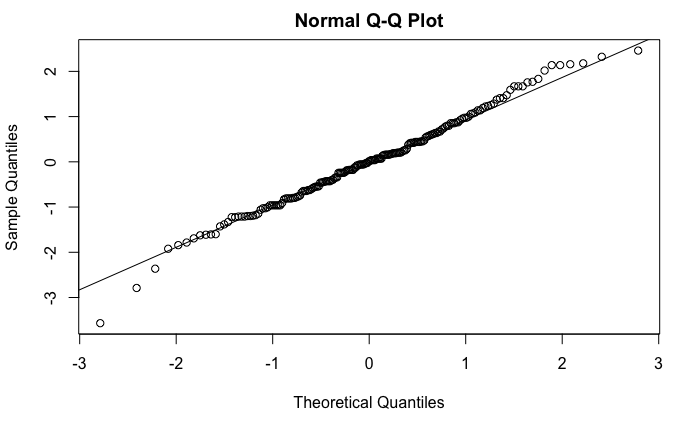 Normal Q-Q Plot
Sample Quantiles
2
1
0
-1
-2
-3
-3 -2 -1 0 1 2 3
Theoretical Quantiles